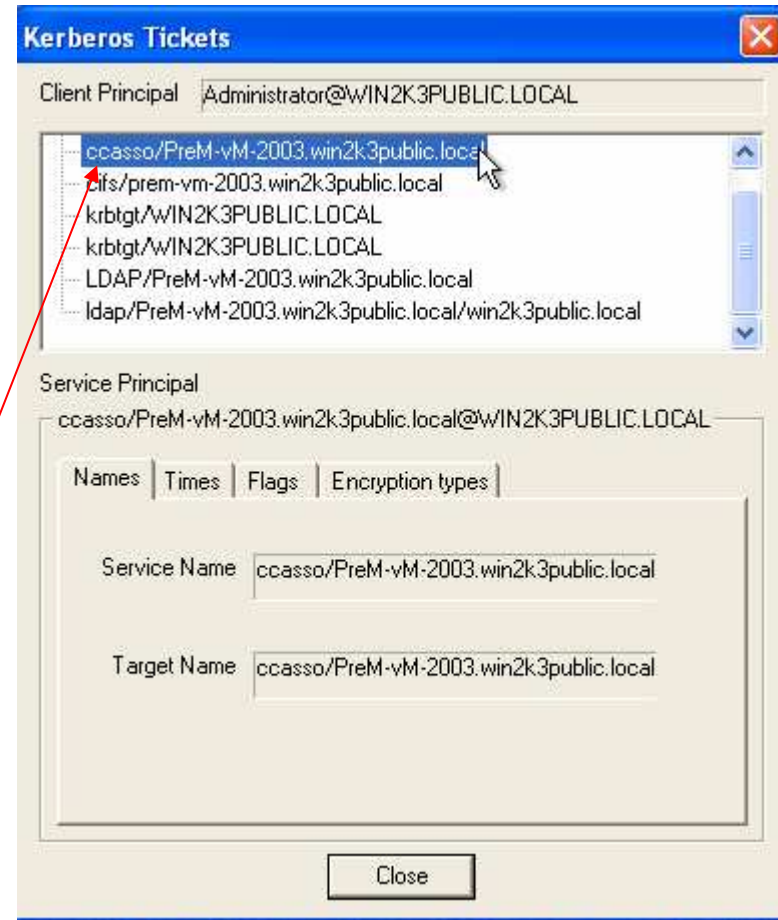 Kerberos Tickets
Client Principal Administrator@WIN2K3PUBLIC.LOCAL
ccasso/PreM-vM-2003.win2k3public.local
cifs/prem-vm-2003.win2k3public.local
krbtgt/WIN2K3PUBLIC.LOCAL
krbtgt/WIN2K3PUBLIC.LOCAL
LDAP/PreM-vM-2003.win2k3public.local
ldap/PreM-vM-2003.win2k3public.local/win2k3public.local
Service Principal
ccasso/PreM-vM-2003.win2k3public.local@WIN2K3PUBLIC.LOCAL
Names Times Flags Encryption types
Service Name ccasso/PreM-vM-2003.win2k3public.local
Target Name ccasso/PreM-vM-2003.win2k3public.local
Close